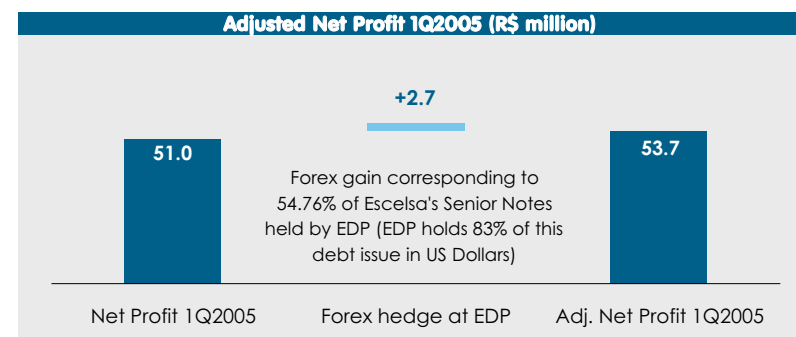 Adjusted Net Profit 1Q2005 (R$ million)
+2.7
51.0
53.7
Forex gain corresponding to
54.76% of Escelsa's Senior Notes
held by EDP (EDP holds 83% of this
debt issue in US Dollars)
Net Profit 1Q2005
Forex hedge at EDP
Adj. Net Profit 1Q2005